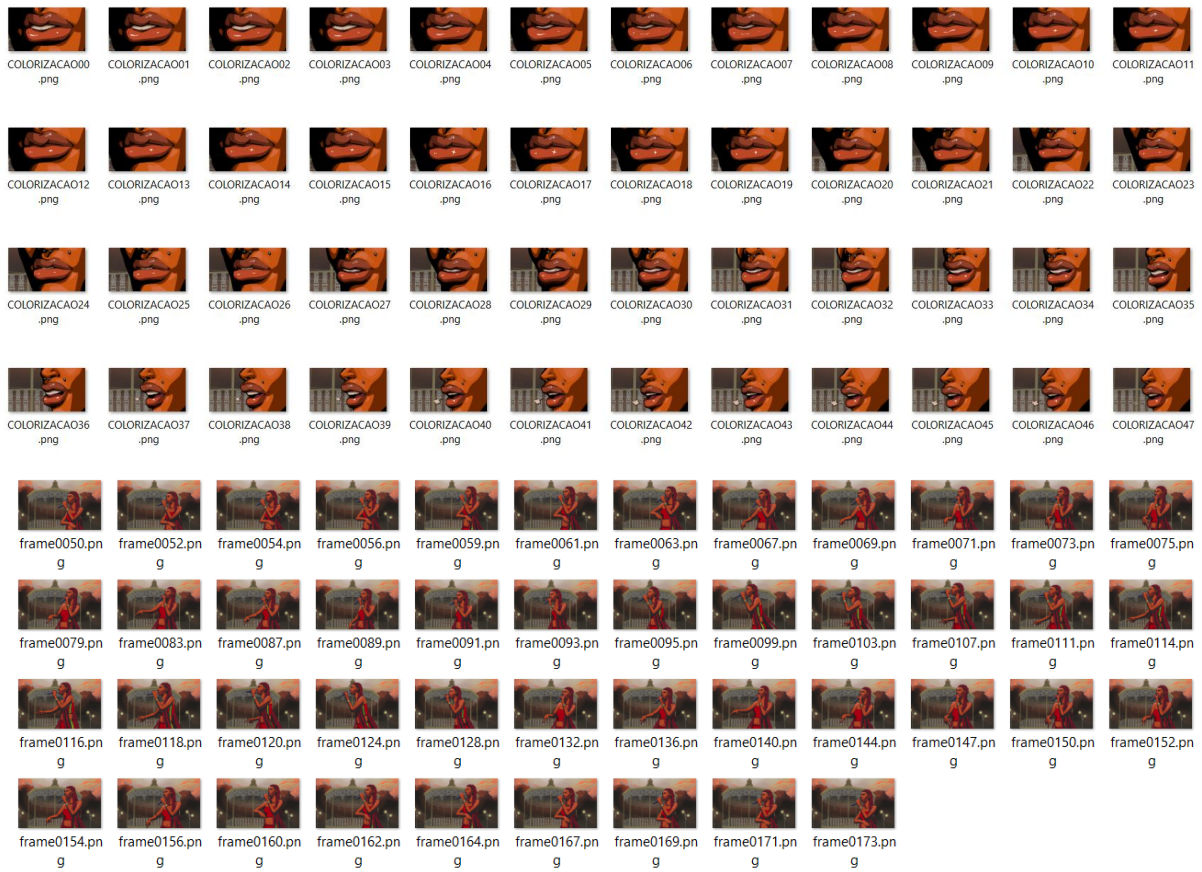 COLORIZACAO00 COLORIZACAO01 COLORIZACAO02 COLORIZACAO03 COLORIZACAO04 COLORIZACAO05 COLORIZACAO06 COLORIZACAO07 COLORIZACAO08 COLORIZACAO09 COLORIZACAO10 COLORIZACAO11
.png .png .png .png .png .png .png .png .png .png .png .png
COLORIZACAO12 COLORIZACAO13 COLORIZACAO14 COLORIZACAO15 COLORIZACAO16 COLORIZACAO17 COLORIZACAO18 COLORIZACAO19 COLORIZACAO20 COLORIZACAO21 COLORIZACAO22 COLORIZACAO23
.png .png .png .png .png .png .png .png .png .png .png .png
COLORIZACAO24 COLORIZACAO25 COLORIZACAO26 COLORIZACAO27 COLORIZACAO28 COLORIZACAO29 COLORIZACAO30 COLORIZACAO31 COLORIZACAO32 COLORIZACAO33 COLORIZACAO34 COLORIZACAO35
.png .png .png .png .png .png .png .png .png .png .png .png
COLORIZACAO36 COLORIZACAO37 COLORIZACAO38 COLORIZACAO39 COLORIZACAO40 COLORIZACAO41 COLORIZACAO42 COLORIZACAO43 COLORIZACAO44 COLORIZACAO45 COLORIZACAO46 COLORIZACAO47
.png .png .png .png .png .png .png .png .png .png .png .png
frame0050.pn frame0052.pn frame0054.pn frame0056.pn frame0059.pn frame0061.pn frame0063.pn frame0067.pn frame0069.pn frame0071.pn frame0073.pn frame0075.pn
g g g g g g g g g g g g
frame0079.pn frame0083.pn frame0087.pn frame0089.pn frame0091.pn frame0093.pn frame0095.pn frame0099.pn frame0103.pn frame0107.pn frame0111.pn frame0114.pn
g g g g g g g g g g g g
frame0116.pn frame0118.pn frame0120.pn frame0124.pn frame0128.pn frame0132.pn frame0136.pn frame0140.pn frame0144.pn frame0147.pn frame0150.pn frame0152.pn
g g g g g g g g g g g g
frame0154.pn frame0156.pn frame0160.pn frame0162.pn frame0164.pn frame0167.pn frame0169.pn frame0171.pn frame0173.pn
g g g g g g g g g